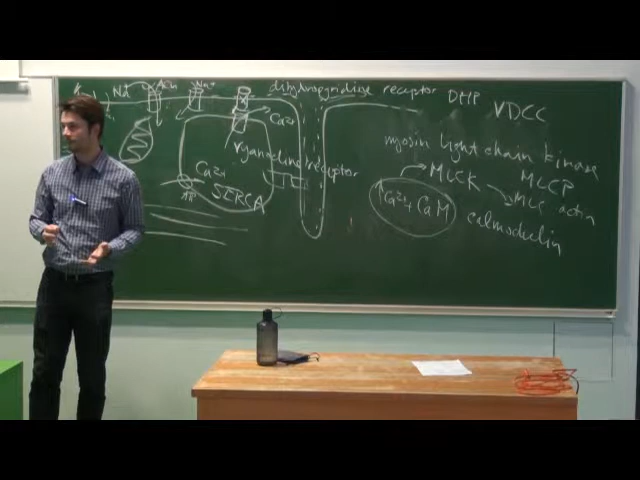 Na+
dihydropyridine receptor DHP VDCC
Ca2+
ryanodine receptor
Ca2+
SERCA
myosin light chain kinase
MLCK MLCP
MLC actin
Ca2+ CaM
calmodulin